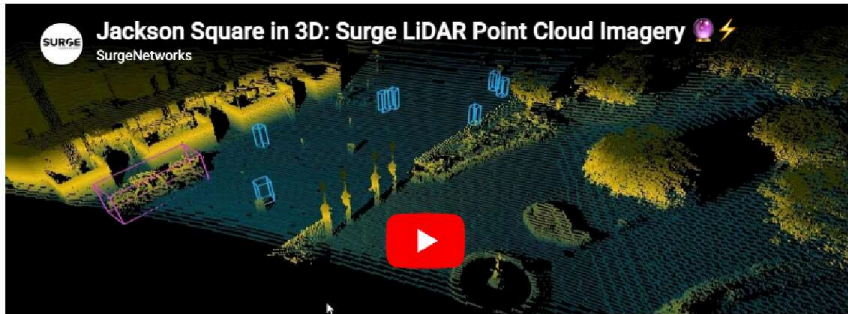 SURGE
Jackson Square in 3D: Surge LiDAR Point Cloud Imagery 🔮⚡
SurgeNetworks